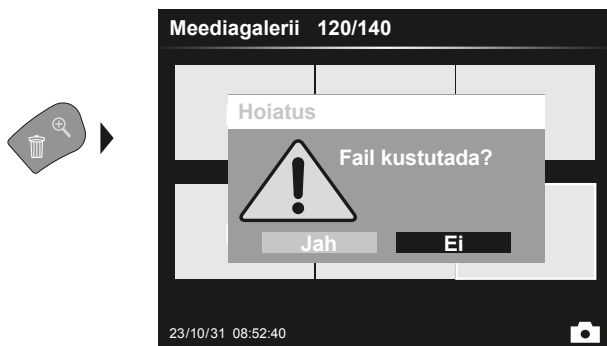 Meediagalerii 120/140
Hoiatus
Fail kustutada?
Jah Ei
23/10/31 08:52:40